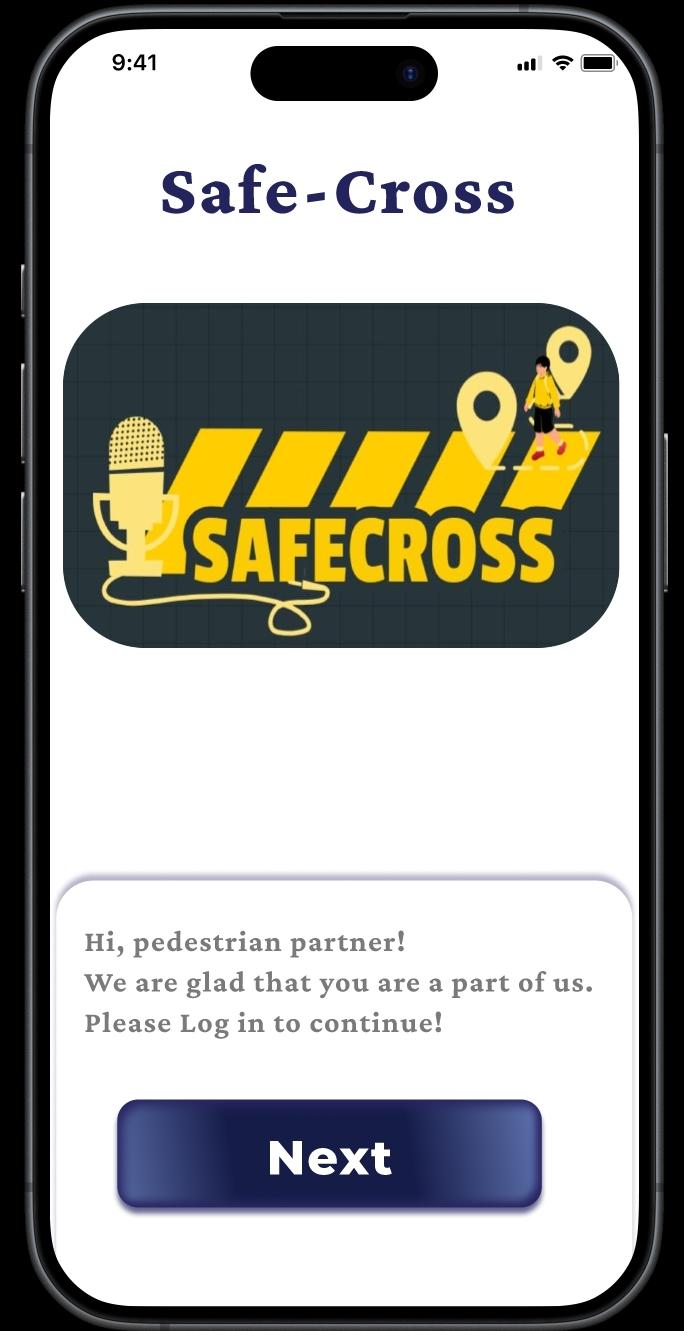 9:41
Safe-Cross
SAFECROSS
Hi, pedestrian partner!
We are glad that you are a part of us.
Please Log in to continue!
Next